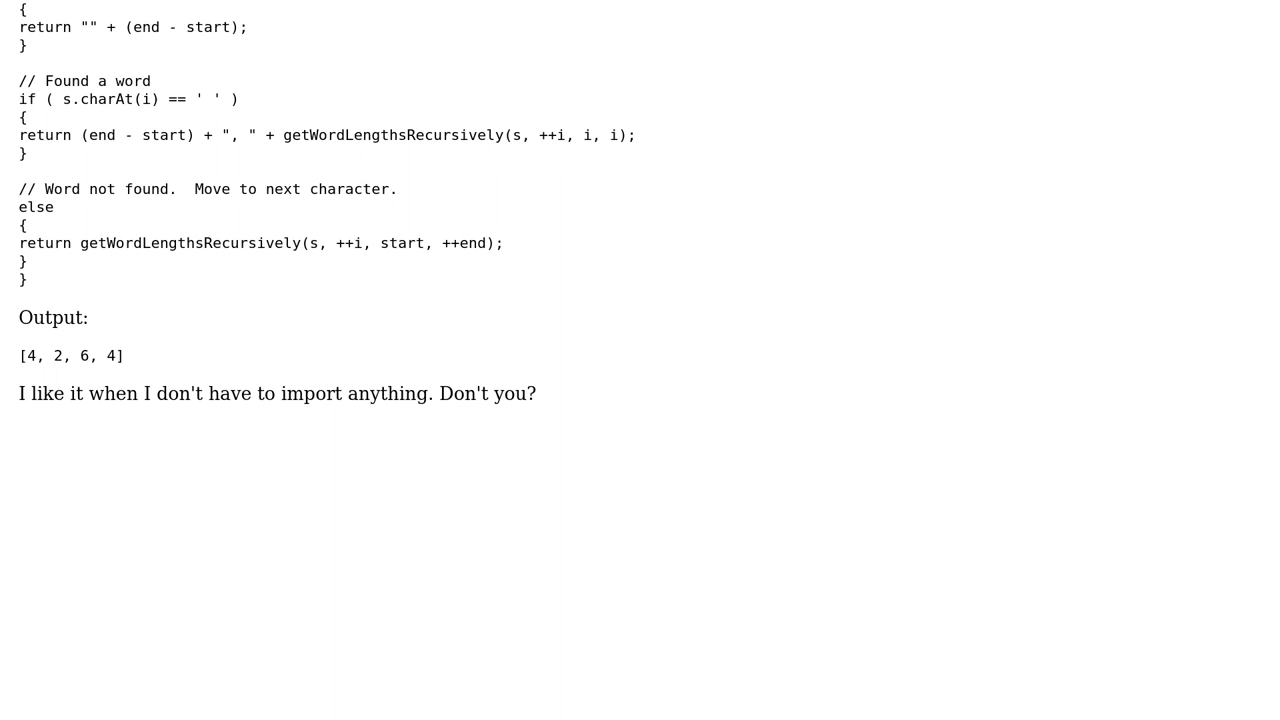 {
return "" + (end - start);
}
// Found a word
if ( s.charAt(i) == ' ' )
{
return (end - start) + ", " + getWordLengthsRecursively(s, ++i, i, i);
}
// Word not found.  Move to next character.
else
{
return getWordLengthsRecursively(s, ++i, start, ++end);
}
}
Output:
[4, 2, 6, 4]
I like it when I don't have to import anything. Don't you?